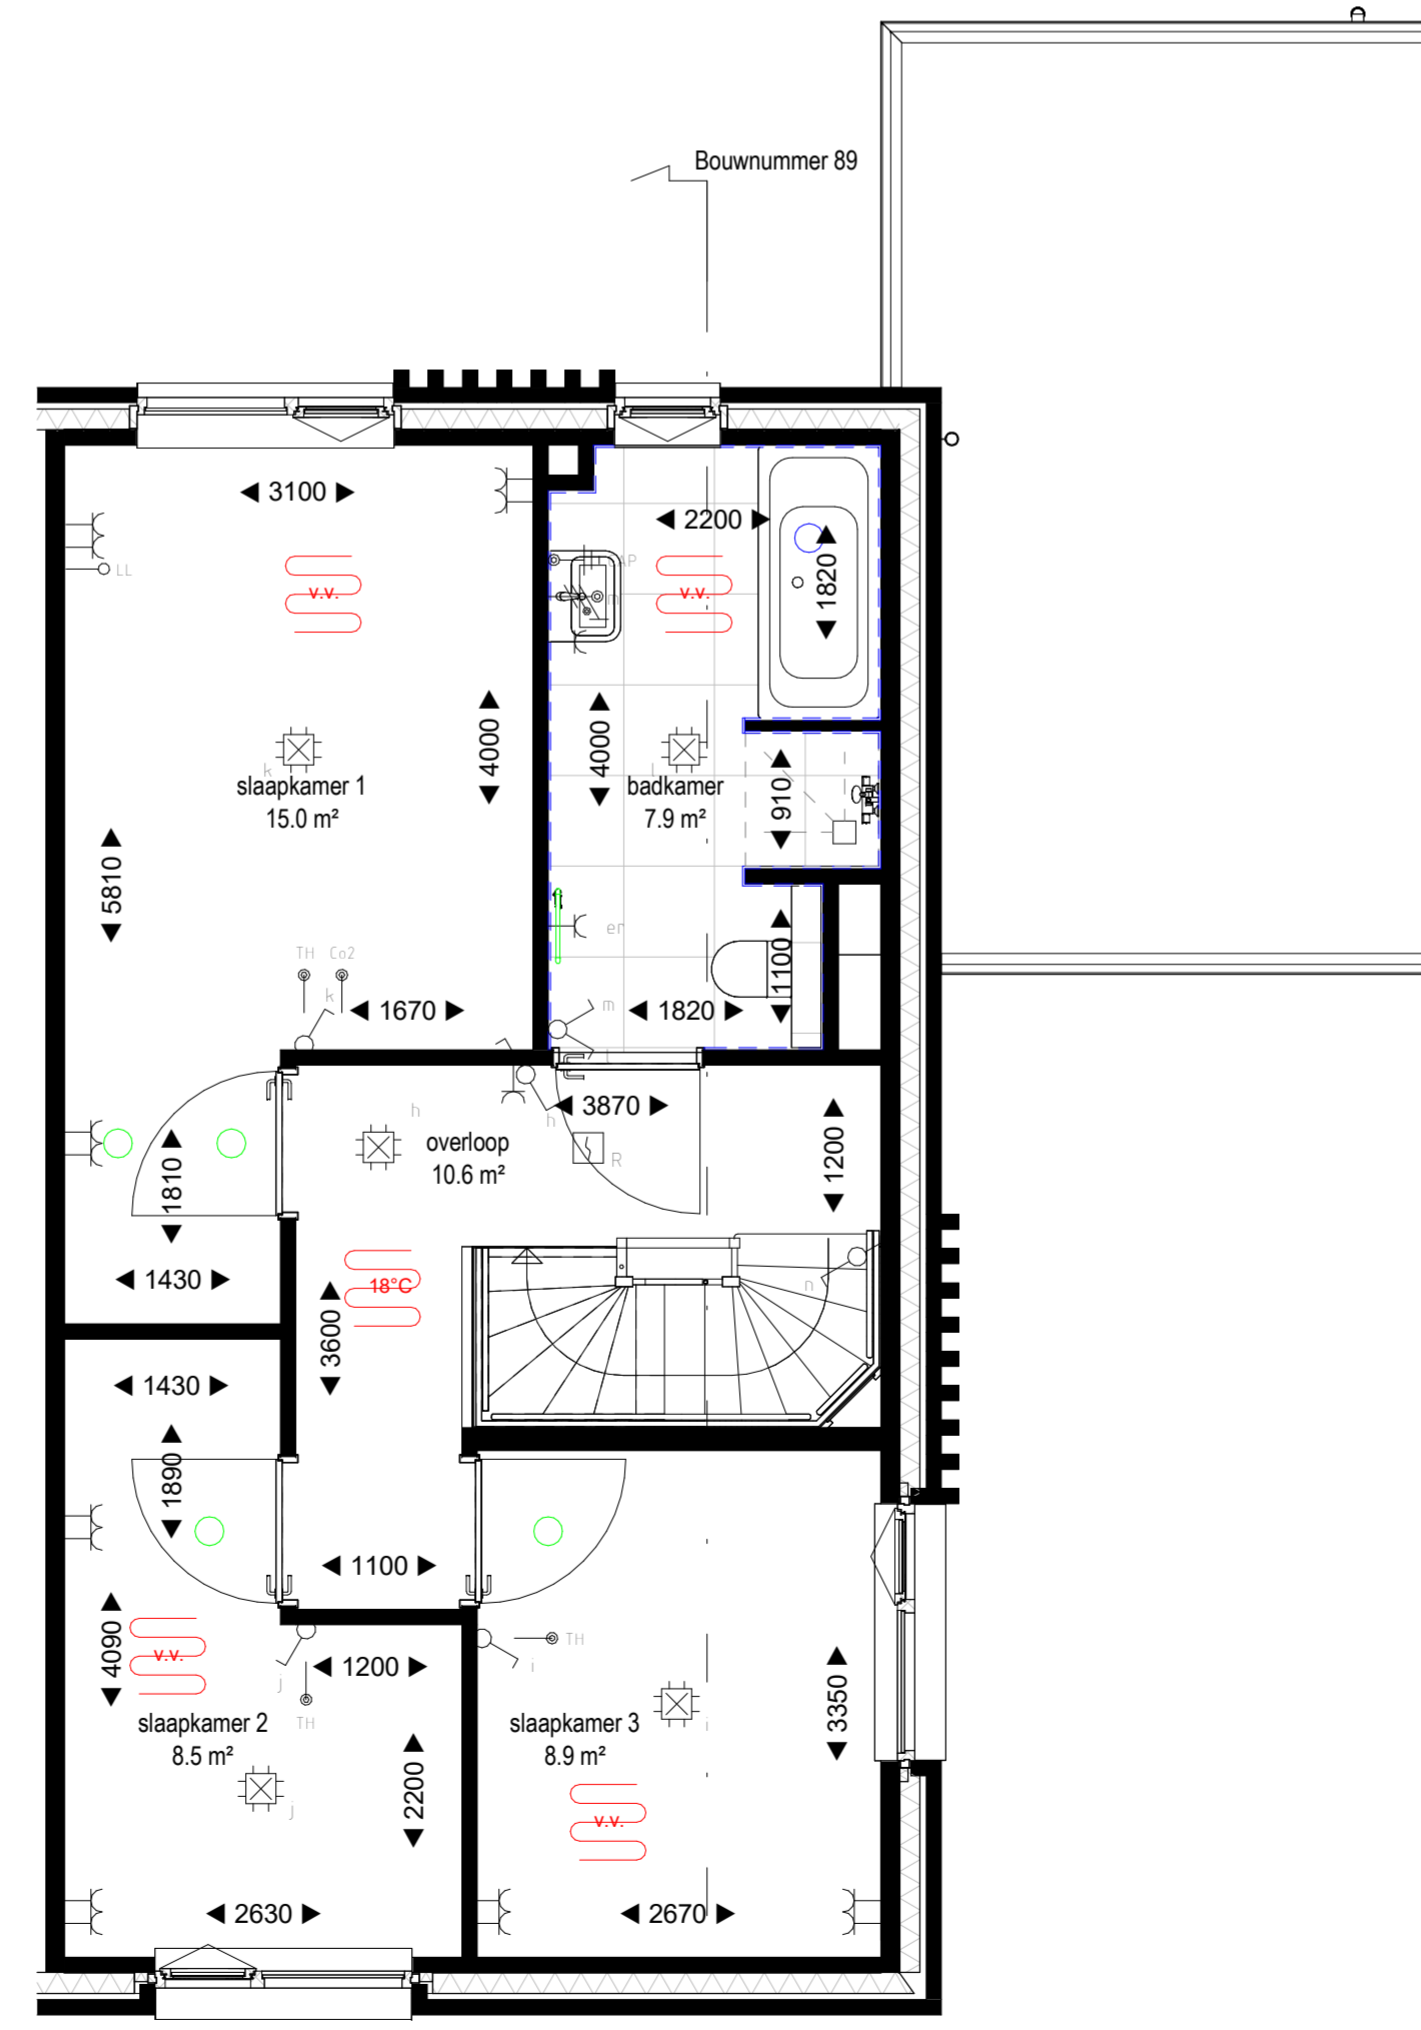 Bouwnummer 89
3100
2200
LL
CAP
v.v.
v.v.
m
1820
4000
4000
k
l
slaapkamer 1
15.0 m²
badkamer
7.9 m²
910
5810
er
1100
TH Co2
k
1670
m
1820
l
h
3870
h
1200
overloop
10.6 m²
R
1810
1430
18°C
n
3600
1430
1890
1100
4090
v.v.
TH
i
j
1200
TH
3350
slaapkamer 2
8.5 m²
slaapkamer 3
8.9 m²
i
2200
j
v.v.
2630
2670